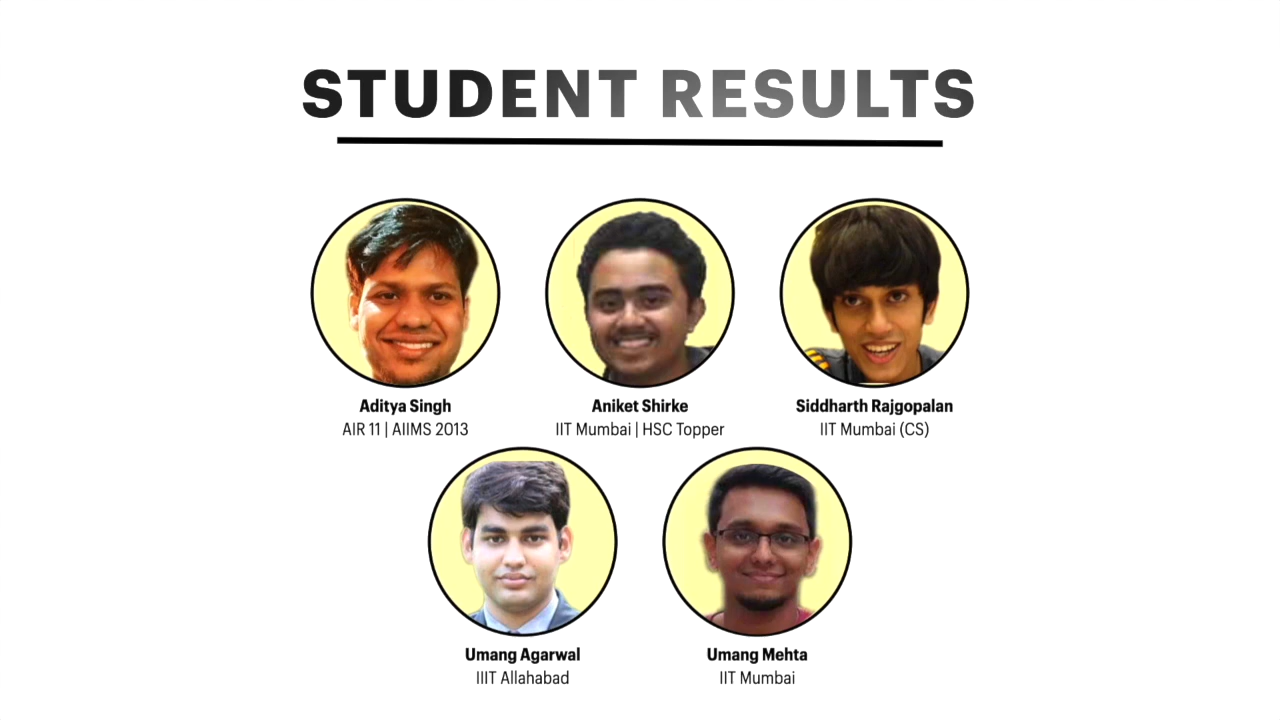 STUDENT RESULTS
Aditya Singh
AIR 11 | AIIMS 2013
Aniket Shirke
IIT Mumbai | HSC Topper
Siddharth Rajgopalan
IIT Mumbai (CS)
Umang Agarwal
IIIT Allahabad
Umang Mehta
IIT Mumbai